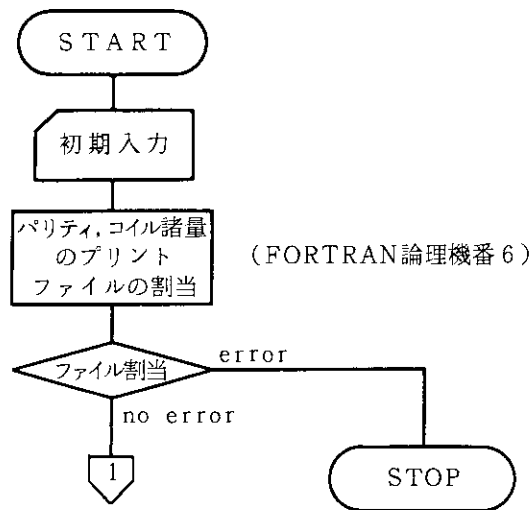 START
初期入力
パリティ,コイル諸量
のプリント
ファイルの割当
(FORTRAN論理機番6)
ファイル割当
error
no error
1
STOP